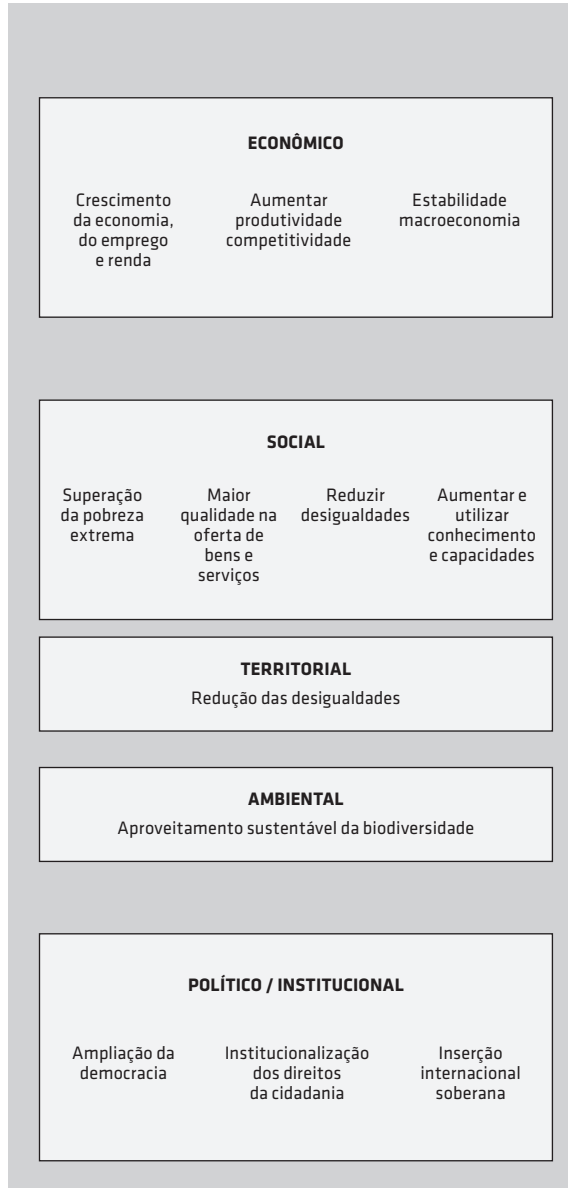 ECONÔMICO
Crescimento
da economia,
do emprego
e renda
Aumentar
produtividade
competitividade
Estabilidade
macroeconomia
SOCIAL
Superação
da pobreza
extrema
Maior
qualidade na
oferta de
bens e
serviços
Reduzir
desigualdades
Aumentar e
utilizar
conhecimento
e capacidades
TERRITORIAL
Redução das desigualdades
AMBIENTAL
Aproveitamento sustentável da biodiversidade
POLÍTICO / INSTITUCIONAL
Ampliação da
democracia
Institucionalização
dos direitos
da cidadania
Inserção
internacional
soberana